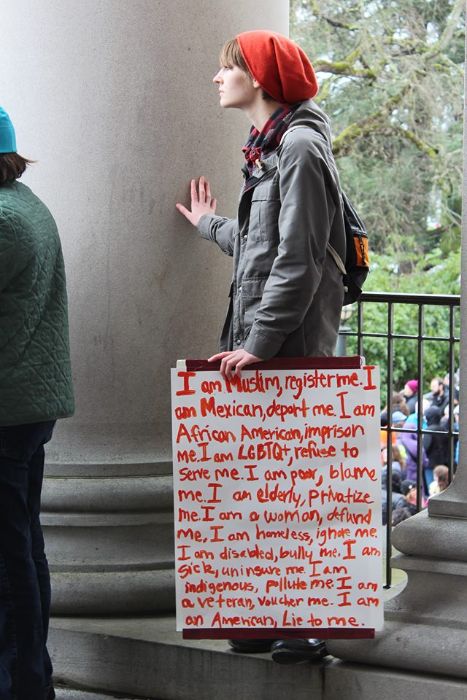 I am Muslim, register me. I
am Mexican, deport me. I am
African American, imprison
me. I am LGBTQ+, refuse to
serve me. I am poor, blame
me. I am elderly, privatize
me. I am a woman, defund
me, I am homeless, ignore me.
I am disabled, bully me. I am
sick, uninsure me. I am
indigenous, pollute me. I am
a veteran, voucher me. I am
an American, Lie to me.